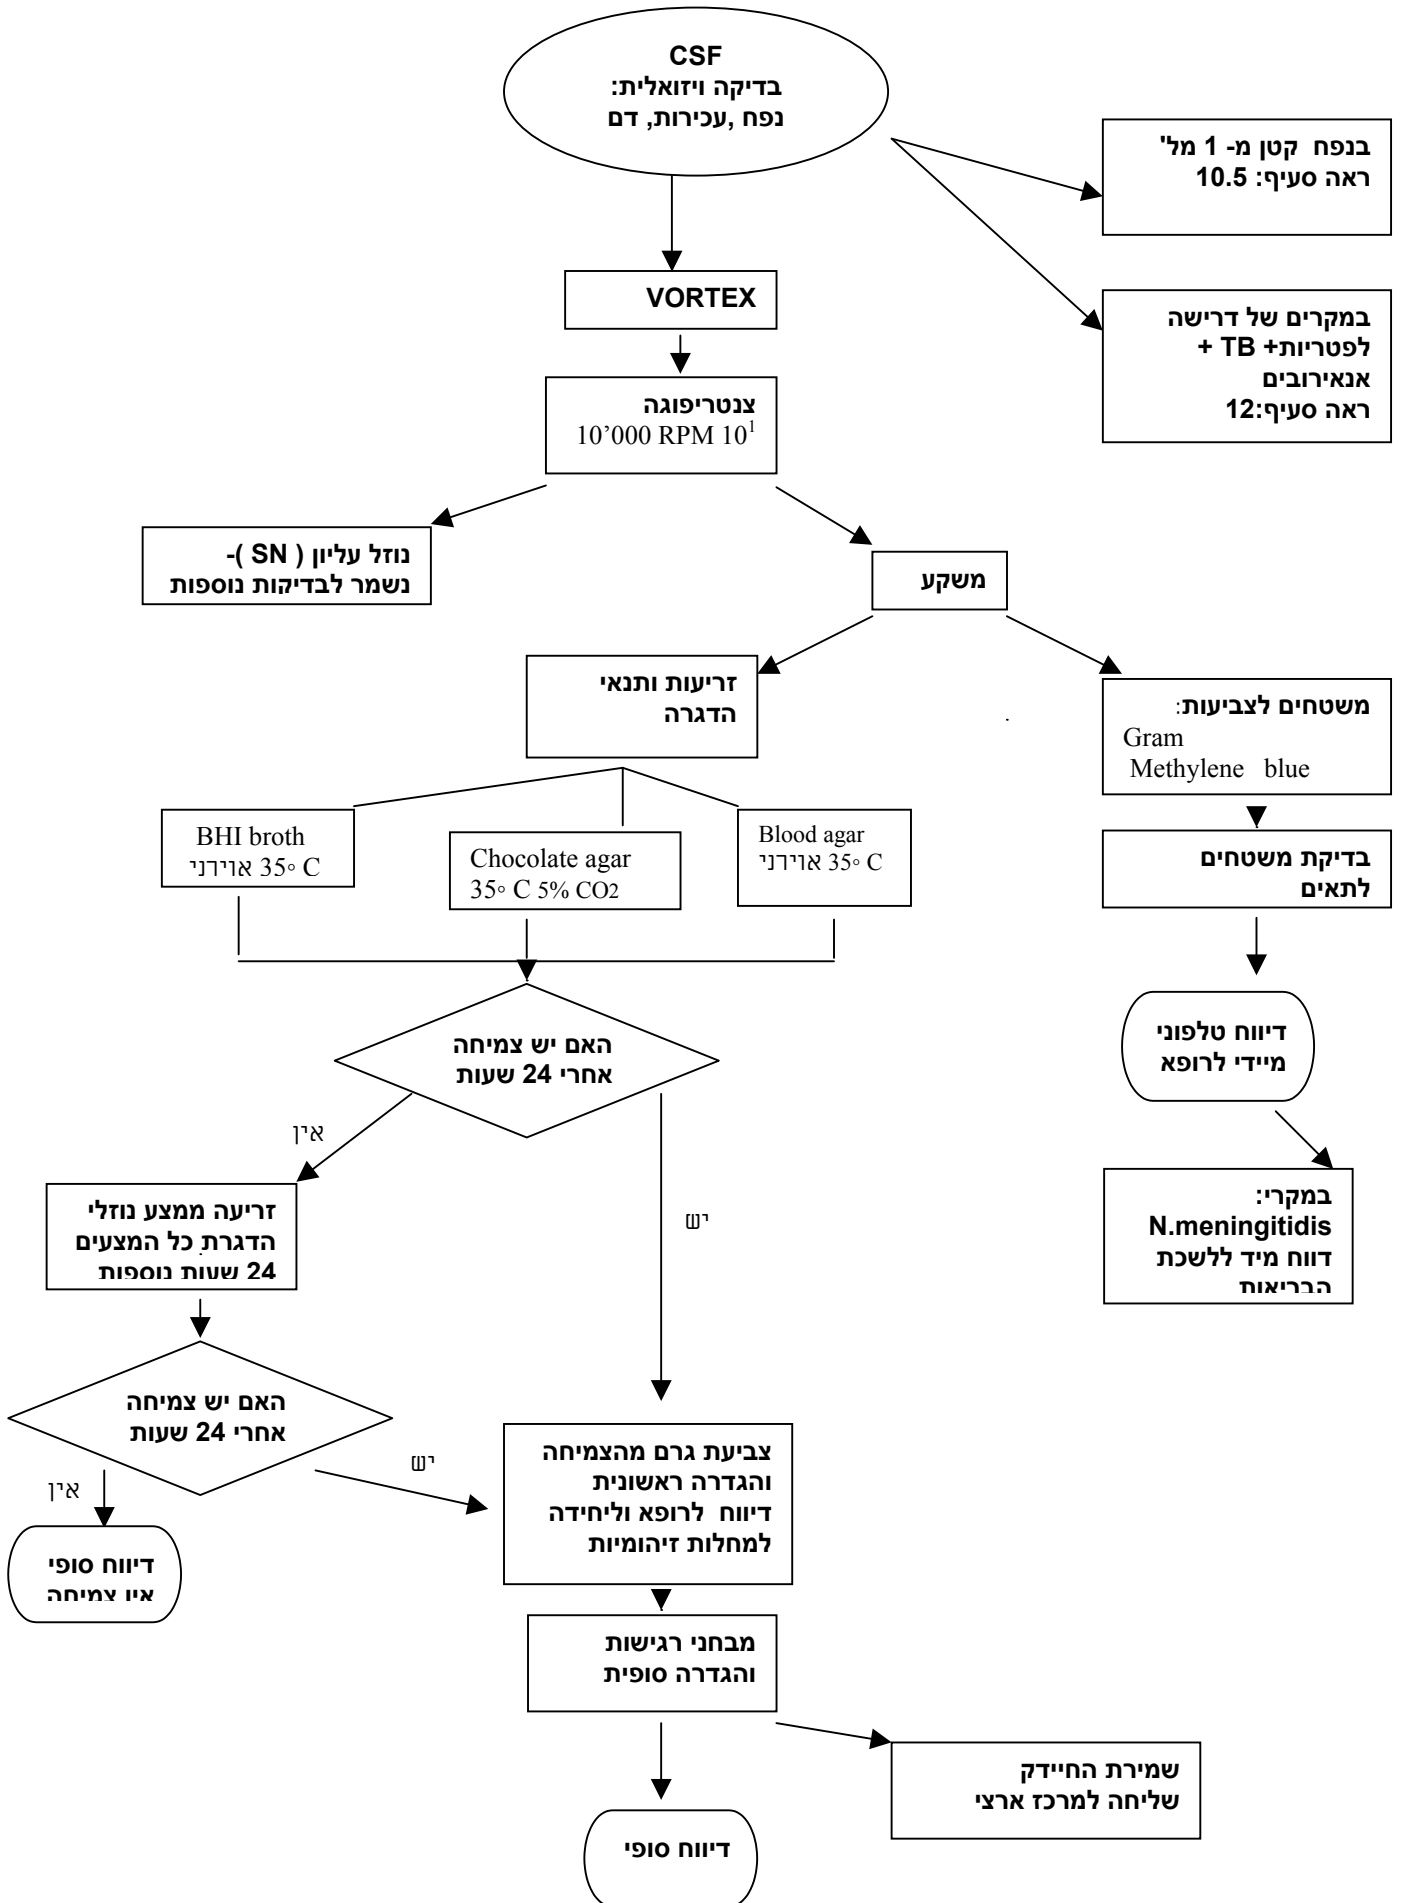 CSF
בדיקה ויזואלית:
נפח ,עכירות, דם
בנפח קטן מ- 1 מל'
ראה סעיף: 10.5
VORTEX
במקרים של דרישה
לפטריות+ TB +
אנאירובים
ראה סעיף:12
צנטריפוגה
10’000 RPM 10¹
נוזל עליון ( SN )-
נשמר לבדיקות נוספות
משקע
זריעות ותנאי
הדגרה
משטחים לצביעות:
Gram
Methylene blue
BHI broth
35◦ C אוירני
Chocolate agar
35◦ C 5% CO2
Blood agar
35◦ C אוירני
בדיקת משטחים
לתאים
האם יש צמיחה
אחרי 24 שעות
דיווח טלפוני
מיידי לרופא
אין
יש
זריעה ממצע נוזלי
הדגרת כל המצעים
24 שעות נוספות
במקרי:
N.meningitidis
דווח מיד ללשכת
הבריאות
האם יש צמיחה
אחרי 24 שעות
יש
אין
צביעת גרם מהצמיחה
והגדרה ראשונית
דיווח לרופא וליחידה
למחלות זיהומיות
דיווח סופי
אין צמיחה
מבחני רגישות
והגדרה סופית
שמירת החיידק
שליחה למרכז ארצי
דיווח סופי